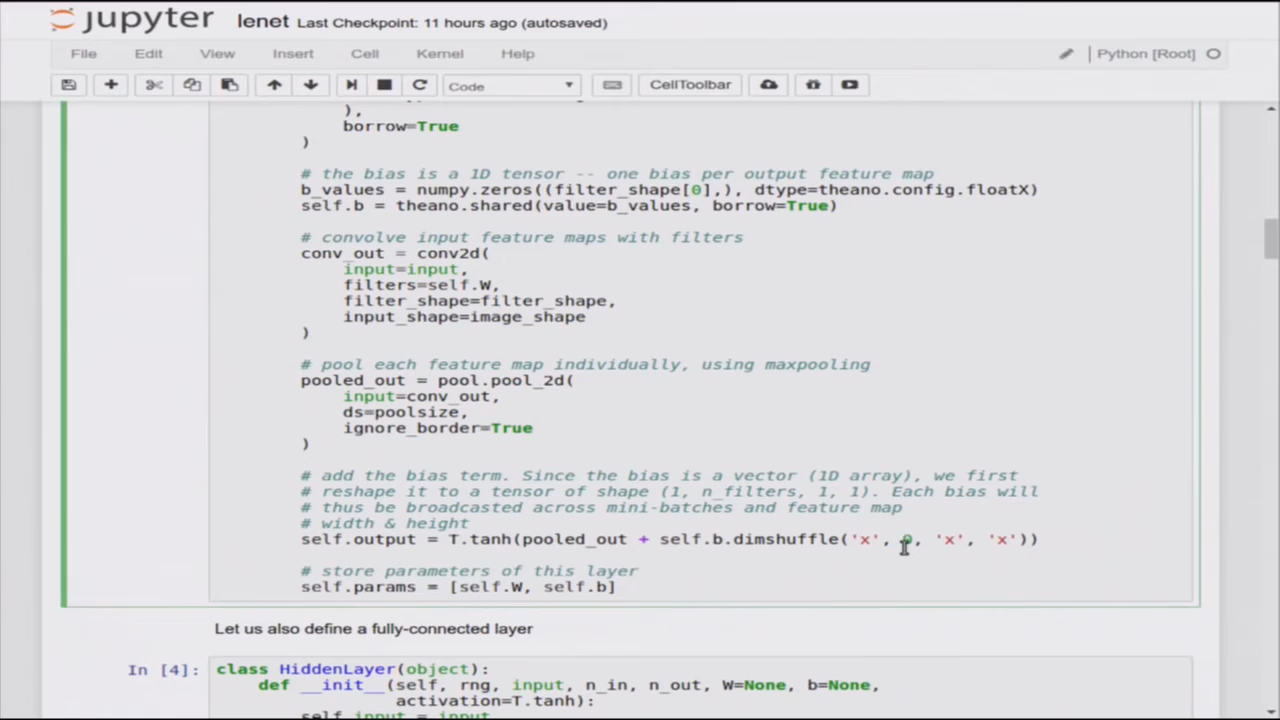 jupyter lenet Last Checkpoint: 11 hours ago (autosaved)
File Edit View Insert Cell Kernel Help Python [Root]
Code CellToolbar
),
borrow=True
)
# the bias is a 1D tensor -- one bias per output feature map
b_values = numpy.zeros((filter_shape[0],), dtype=theano.config.floatX)
self.b = theano.shared(value=b_values, borrow=True)
# convolve input feature maps with filters
conv_out = conv2d(
input=input,
filters=self.W,
filter_shape=filter_shape,
input_shape=image_shape
)
# pool each feature map individually, using maxpooling
pooled_out = pool.pool_2d(
input=conv_out,
ds=poolsize,
ignore_border=True
)
# add the bias term. Since the bias is a vector (1D array), we first
# reshape it to a tensor of shape (1, n_filters, 1, 1). Each bias will
# thus be broadcasted across mini-batches and feature map
# width & height
self.output = T.tanh(pooled_out + self.b.dimshuffle('x', 0, 'x', 'x'))
# store parameters of this layer
self.params = [self.W, self.b]
Let us also define a fully-connected layer
In [4]: class HiddenLayer(object):
def __init__(self, rng, input, n_in, n_out, W=None, b=None,
activation=T.tanh):
self.input = input